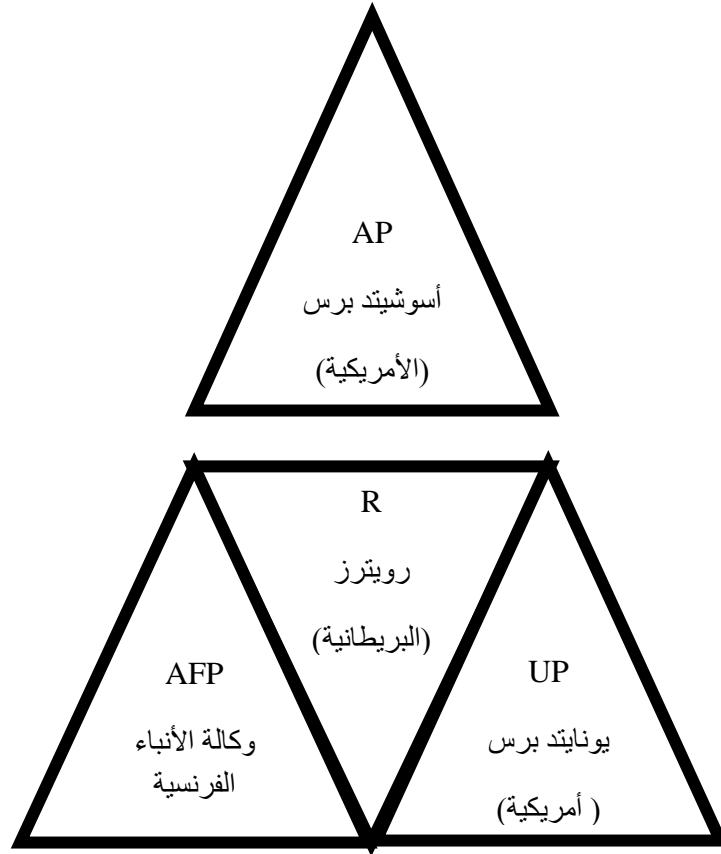 AP
أسوشيتد برس
(الأمريكية)
R
رويترز
(البريطانية)
AFP
وكالة الأنباء
الفرنسية
UP
يونايتد برس
( أمريكية)